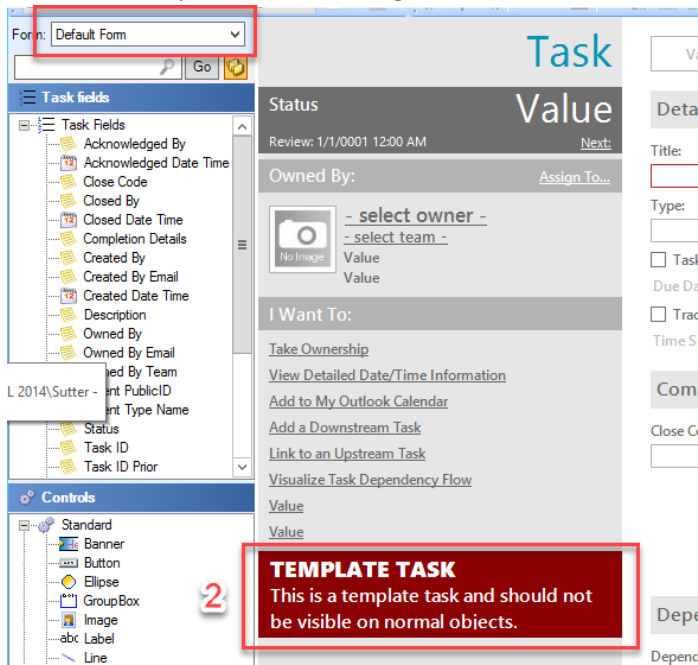 Form: Default Form
Go
Task fields
Task Fields
Acknowledged By
Acknowledged Date Time
Close Code
Closed By
Closed Date Time
Completion Details
Created By
Created By Email
Created Date Time
Description
Owned By
Owned By Email
ned By Team
L 2014\Sutter -
ent PublicID
ent Type Name
Status
Task ID
Task ID Prior
Controls
Standard
Banner
Button
Ellipse
GroupBox
Image
abc Label
Line
Task
Status
Value
Review: 1/1/0001 12:00 AM
Next:
Owned By:
Assign To...
No Image
- select owner -
- select team -
Value
Value
I Want To:
Take Ownership
View Detailed Date/Time Information
Add to My Outlook Calendar
Add a Downstream Task
Link to an Upstream Task
Visualize Task Dependency Flow
Value
Value
2
TEMPLATE TASK
This is a template task and should not
be visible on normal objects.
Va
Deta
Title:
Type:
Task
Due Da
Trac
Time S
Com
Close Co
Depe
Depend